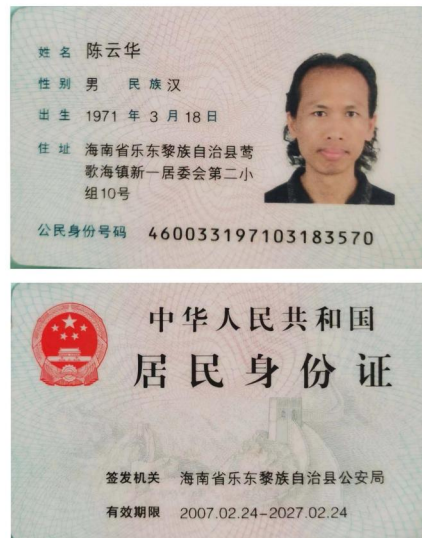 姓名 陈云华
性别 男 民族 汉
出生 1971 年 3 月 18 日
住址 海南省乐东黎族自治县莺
歌海镇新一居委会第二小
组10号
公民身份号码 460033197103183570
中华人民共和国
居民身份证
签发机关 海南省乐东黎族自治县公安局
有效期限 2007.02.24-2027.02.24